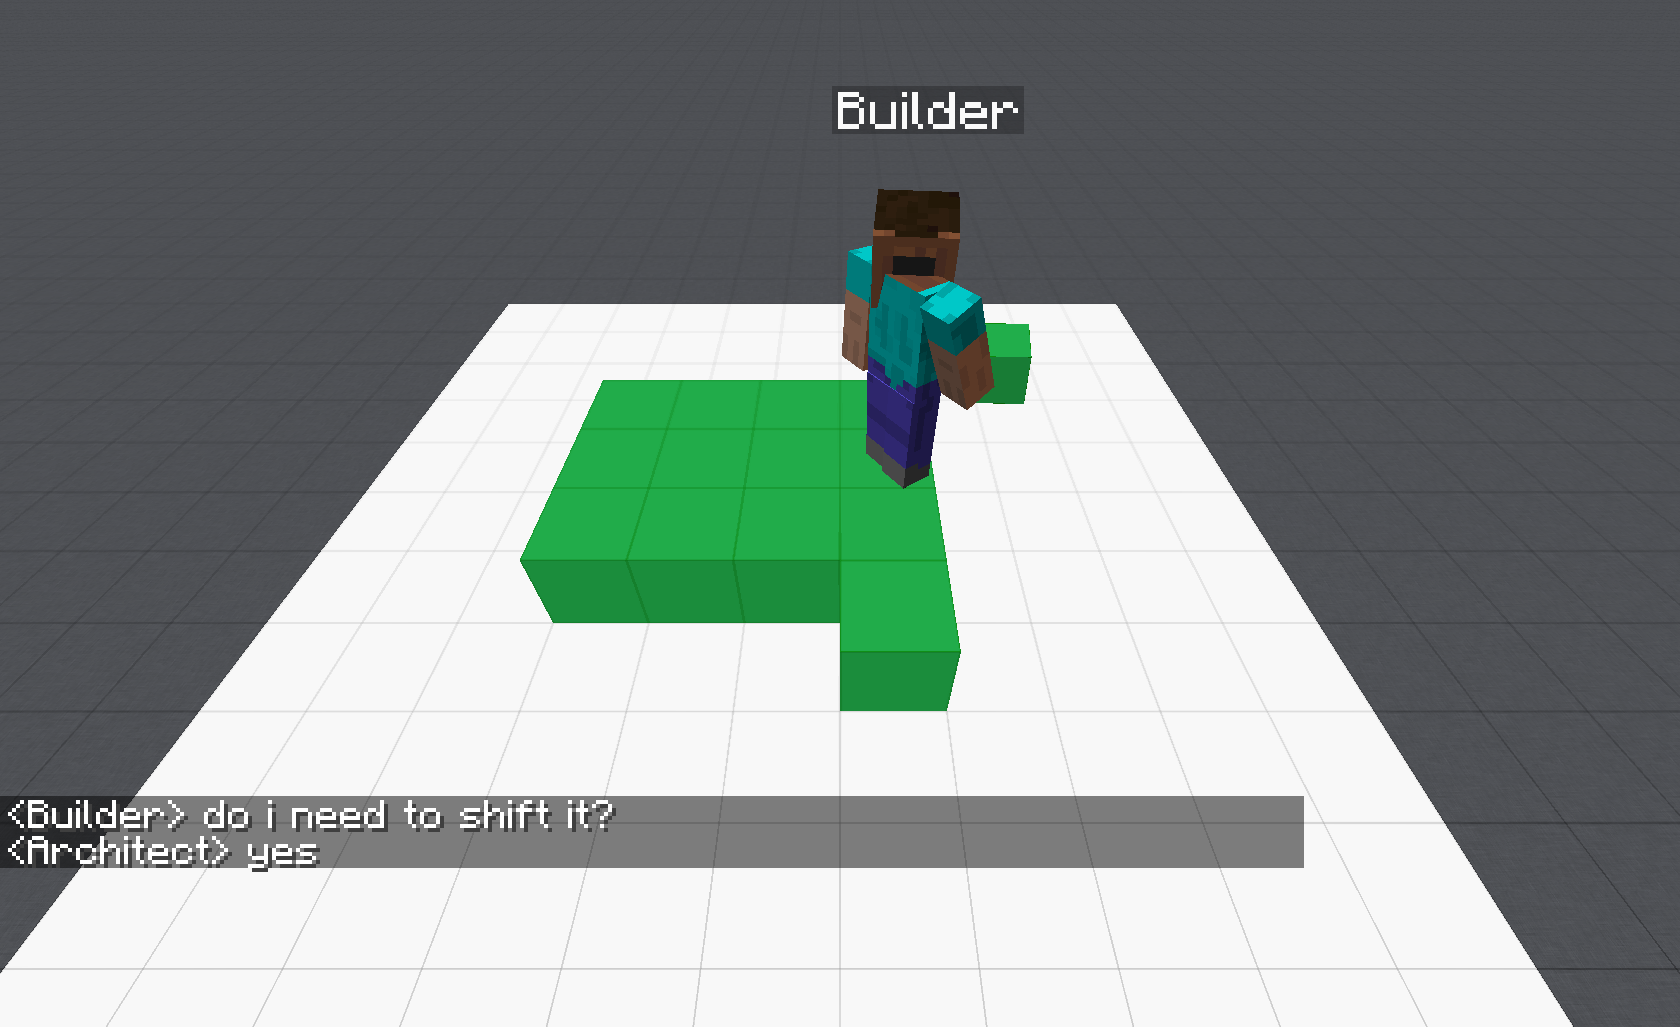 Builder
<Builder> do i need to shift it?
<Architect> yes